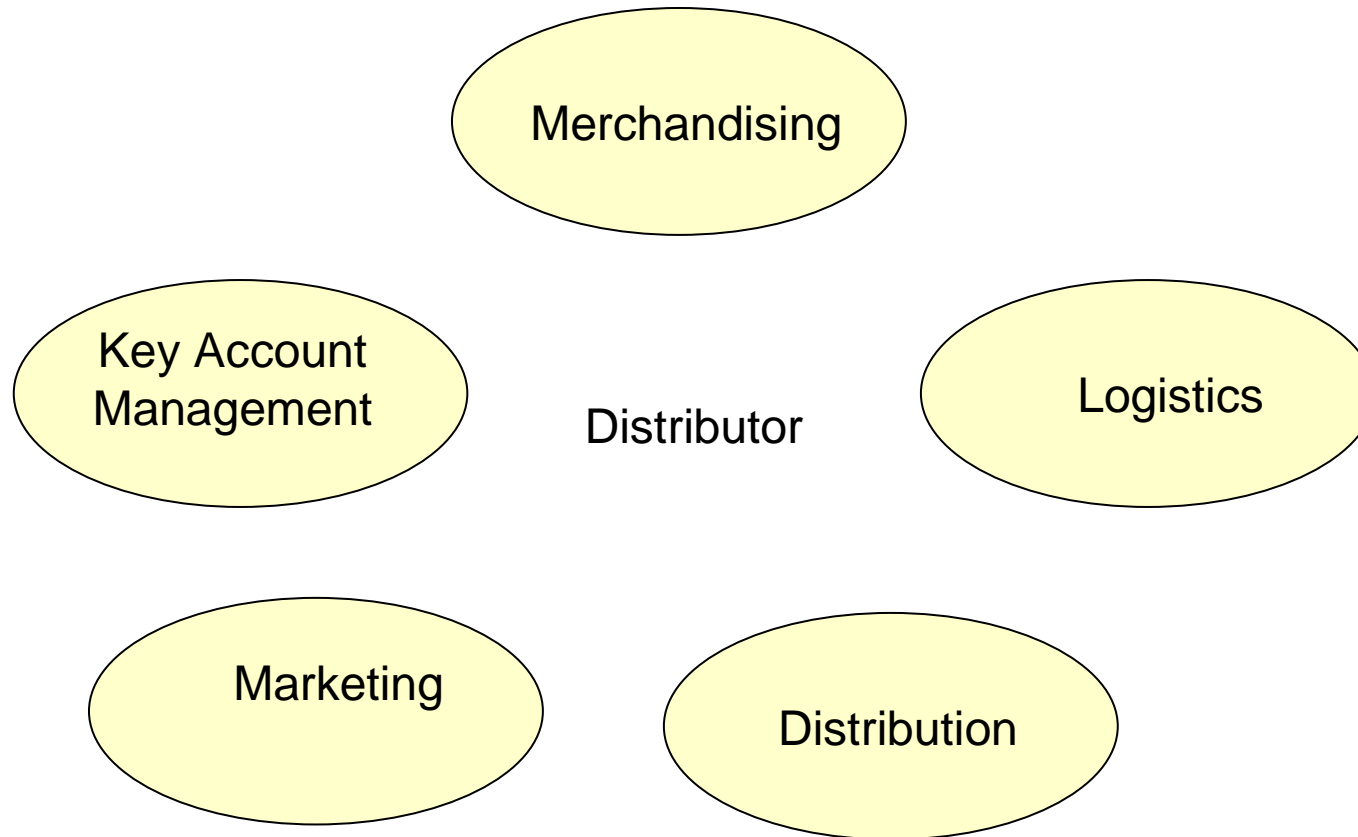 Merchandising
Key Account
Management
Logistics
Distributor
Marketing
Distribution